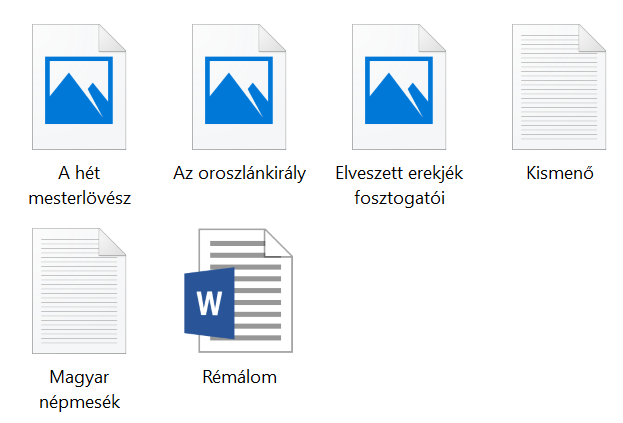 A hét
mesterlövész
Az oroszlánkirály
Elveszett erekjék
fosztogatói
Kismenő
W
Magyar
népmesék
Rémálom